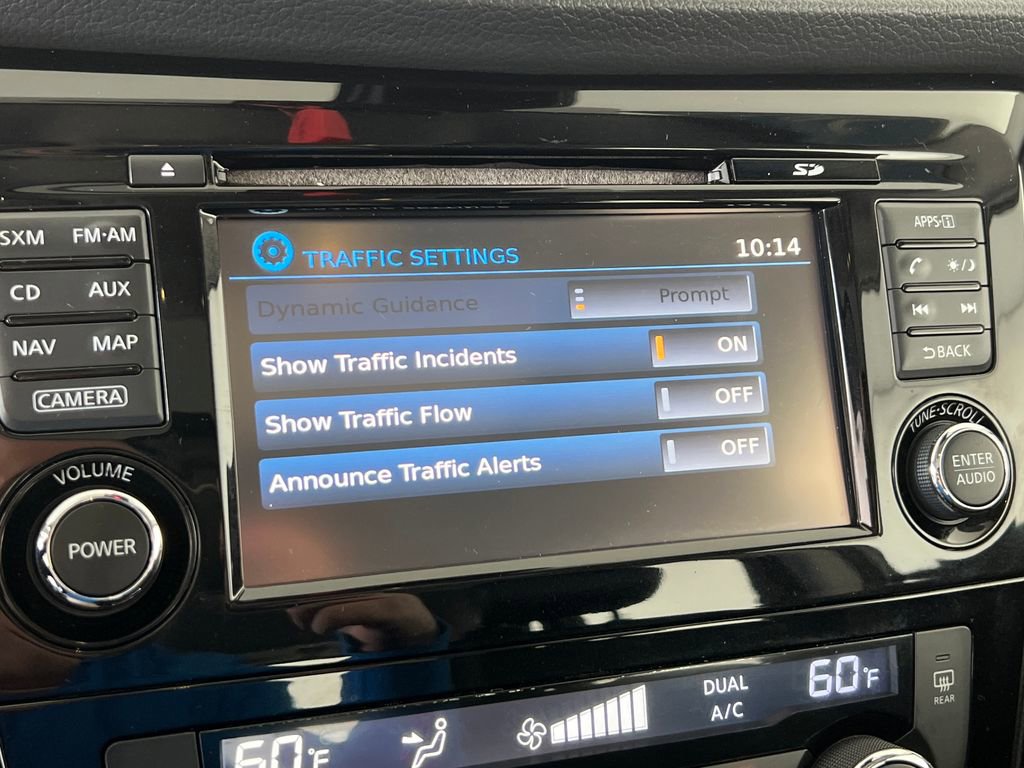 SD
SXM FM·AM
CD AUX
NAV MAP
CAMERA
VOLUME
POWER
TRAFFIC SETTINGS 10:14
Dynamic Guidance Prompt
Show Traffic Incidents ON
Show Traffic Flow OFF
Announce Traffic Alerts OFF
APPS·i
BACK
TUNE·SCROLL
ENTER
AUDIO
60°F
DUAL
A/C
60°F
REAR